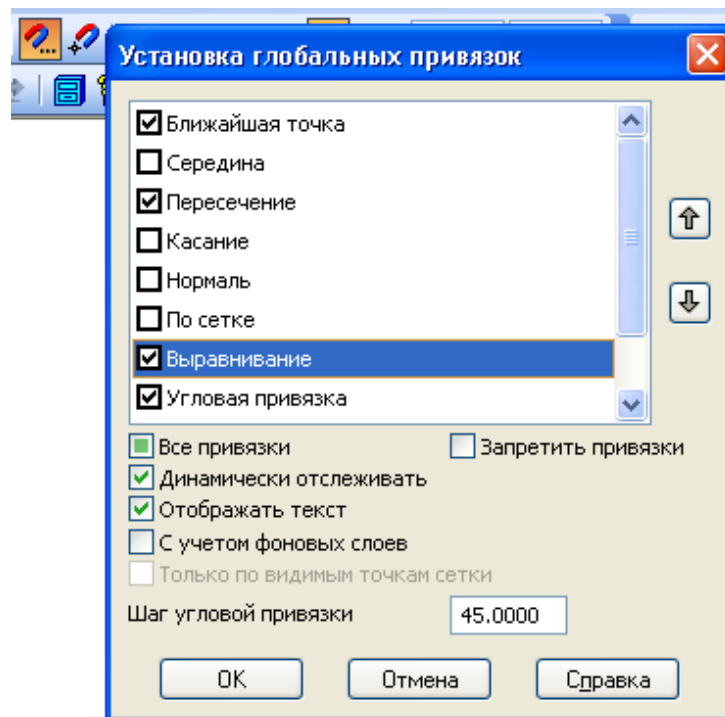 Установка глобальных привязок
Ближайшая точка
Середина
Пересечение
Касание
Нормаль
По сетке
Выравнивание
Угловая привязка
Все привязки Запретить привязки
Динамически отслеживать
Отображать текст
С учетом фоновых слоев
Только по видимым точкам сетки
Шаг угловой привязки 45.0000
OK Отмена Справка